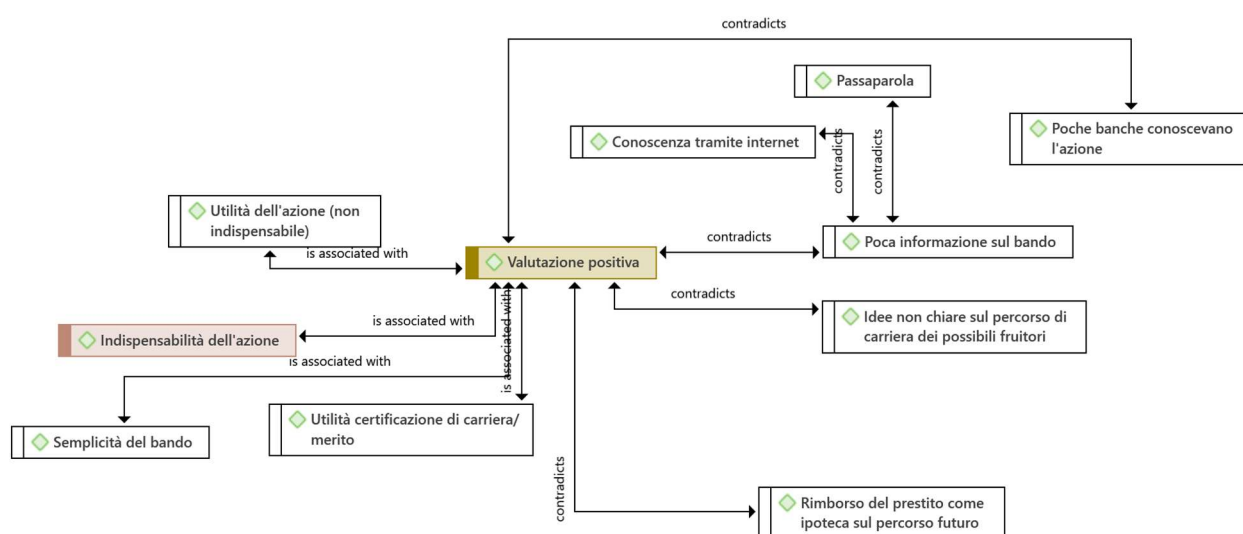 contradicts
Passaparola
Conoscenza tramite internet
contradicts
contradicts
Poche banche conoscevano
l'azione
Utilità dell'azione (non
indispensabile)
is associated with
Valutazione positiva
contradicts
Poca informazione sul bando
contradicts
Idee non chiare sul percorso di
carriera dei possibili fruitori
is associated with
Indispensabilità dell'azione
is associated with
is associated with
Semplicità del bando
Utilità certificazione di carriera/
merito
contradicts
Rimborso del prestito come
ipoteca sul percorso futuro